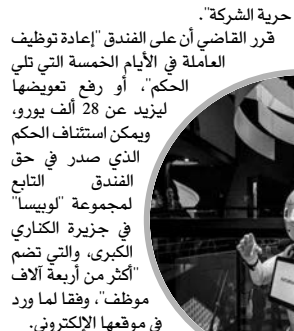 حرية الشركة".
قرر القاضي أن على الفندق "إعادة توظيف
العاملة في الأيام الخمسة التي تلي
الحكم"، أو رفع تعويضها
ليزيد عن 28 ألف يورو،
ويمكن استئناف الحكم
الذي صدر في حق
الفندق التابع
لمجموعة "لوبيسا"
في جزيرة الكناري
الكبرى، والتي تضم
"أكثر من أربعة آلاف
موظف"، وفقا لما ورد
في موقعها الإلكتروني.